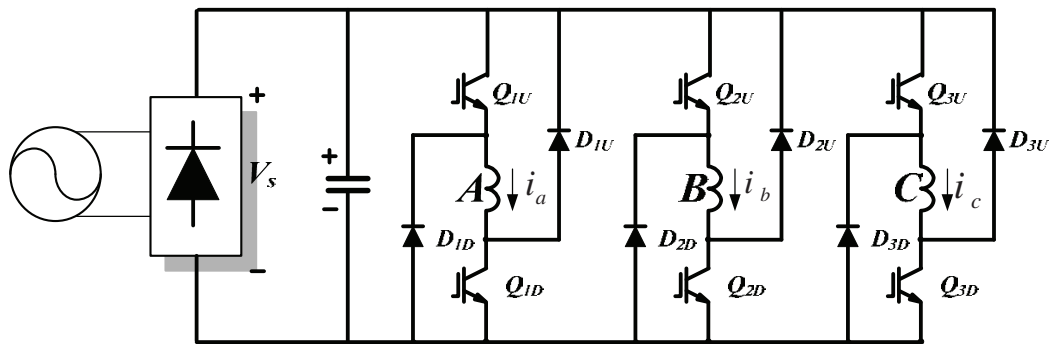 Q1U
Q2U
Q3U
+
D1U
D2U
D3U
Vs
+
−
A
ia
B
ib
C
ic
D1D
D2D
D3D
−
Q1D
Q2D
Q3D